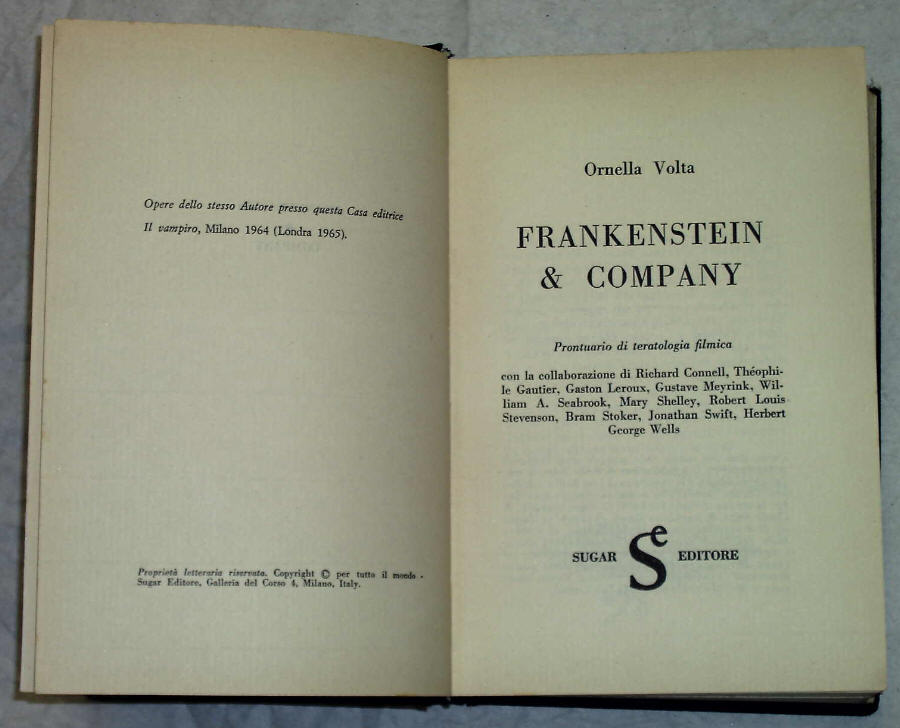 Opere dello stesso Autore presso questa Casa editrice
Il vampiro, Milano 1964 (Londra 1965).
Proprietà letteraria riservata. Copyright © per tutto il mondo -
Sugar Editore, Galleria del Corso 4, Milano, Italy.
Ornella Volta
FRANKENSTEIN
& COMPANY
Prontuario di teratologia filmica
con la collaborazione di Richard Connell, Théophi-
le Gautier, Gaston Leroux, Gustave Meyrink, Wil-
liam A. Seabrook, Mary Shelley, Robert Louis
Stevenson, Bram Stoker, Jonathan Swift, Herbert
George Wells
SUGAR Se EDITORE